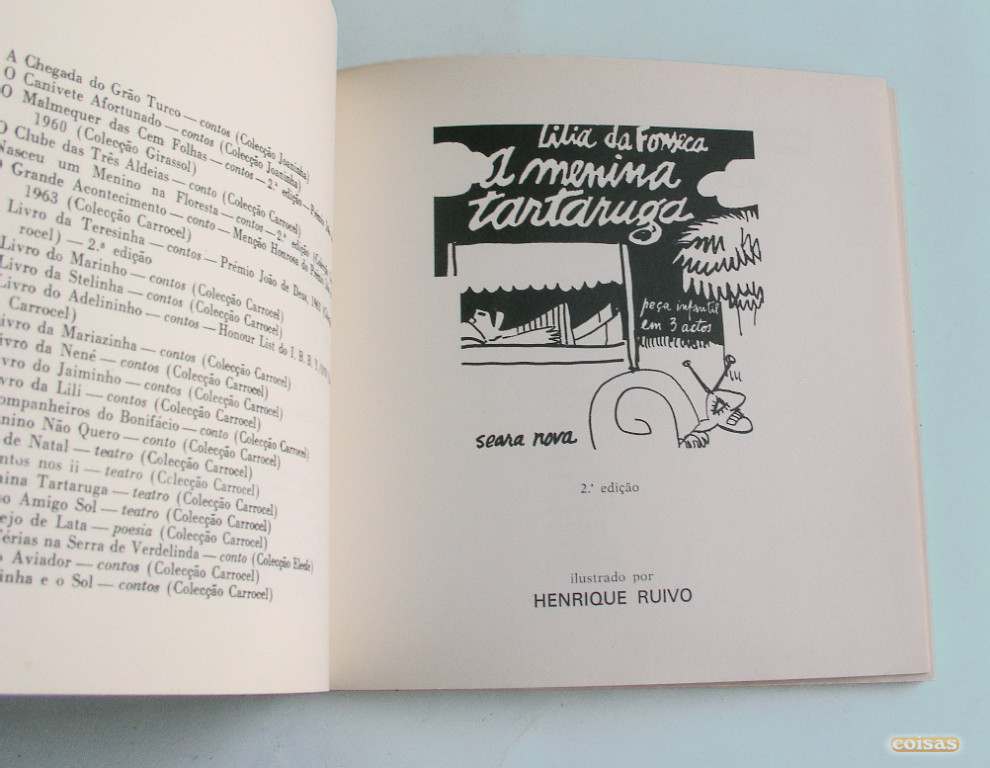 A Chegada do Grão Turco — contos (Colecção Joaninha)
O Canivete Afortunado — contos (Colecção Joaninha)
O Malmequer das Cem Folhas — contos — 2.ª edição — Prémio
1960 (Colecção Girassol)
O Clube das Três Aldeias — conto (Colecção Carrocel)
Nasceu um Menino na Floresta — contos — 2.ª edição
Grande Acontecimento — conto — Menção Honrosa do Prémio
1963 (Colecção Carrocel)
Livro da Teresinha — contos — Prémio João de Deus,
rocel) — 2.ª edição
Livro do Marinho — contos (Colecção Carrocel)
Livro da Stelinha — contos (Colecção Carrocel)
Livro do Adelininho — contos — Honour List do I. B. B. Y.
Carrocel)
ivro da Mariazinha — contos (Colecção Carrocel)
ivro da Nené — contos (Colecção Carrocel)
vro do Jaiminho — contos (Colecção Carrocel)
vro da Lili — contos (Colecção Carrocel)
ompanheiros do Bonifácio — conto (Colecção Carrocel)
enino Não Quero — conto (Colecção Carrocel)
de Natal — teatro (Colecção Carrocel)
ntos nos ii — teatro (Colecção Carrocel)
nina Tartaruga — teatro (Colecção Carrocel)
o Amigo Sol — teatro (Colecção Carrocel)
ejo de Lata — poesia (Colecção Carrocel)
érias na Serra de Verdelinda — conto (Colecção
o Aviador — contos (Colecção Carrocel)
inha e o Sol — contos (Colecção Carrocel)
Lilia da Fonseca
A menina
tartaruga
peça infantil
em 3 actos
seara nova
2.ª edição
ilustrado por
HENRIQUE RUIVO
coisas